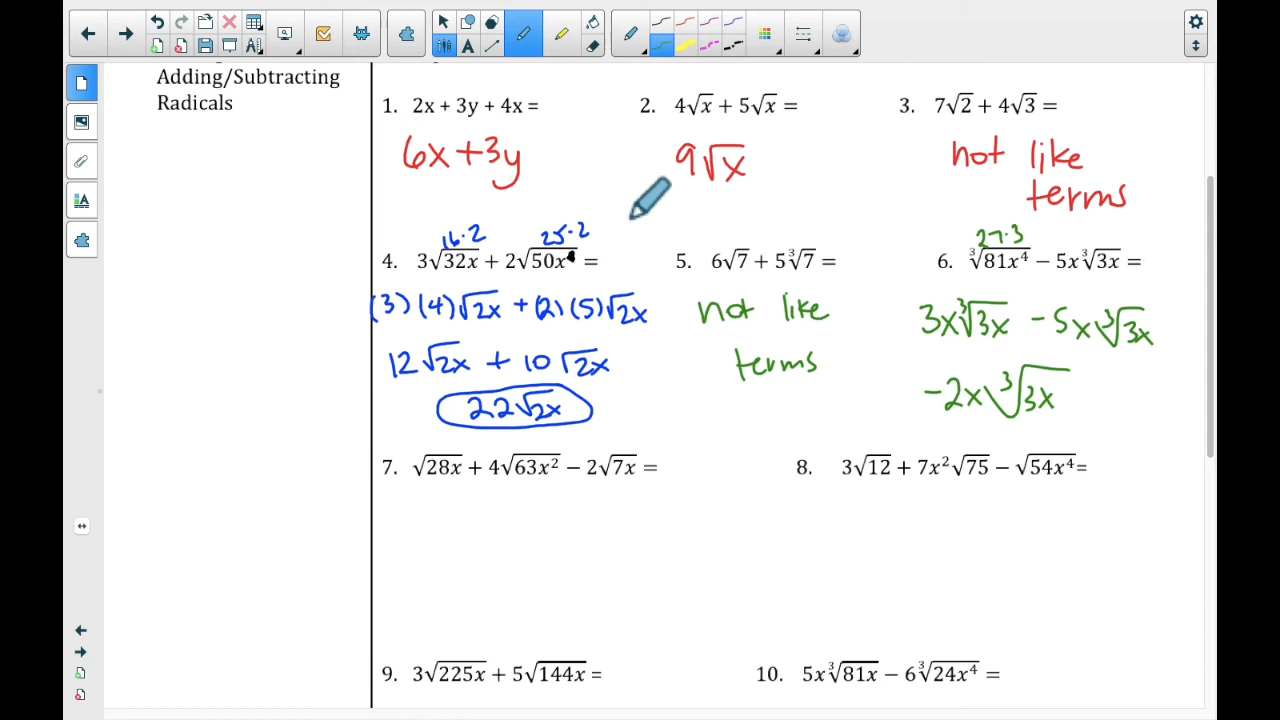 Adding/Subtracting
Radicals
1. 2x + 3y + 4x =
2. 4√x + 5√x =
3. 7√2 + 4√3 =
6x + 3y
9√x
not like
terms
16·2 25·2
27·3
4. 3√32x + 2√50x =
5. 6√7 + 5∛7 =
6. ∛81x⁴ − 5x∛3x =
(3)(4)√2x + (2)(5)√2x
not like
terms
3x∛3x − 5x∛3x
12√2x + 10√2x
−2x∛3x
22√2x
7. √28x + 4√63x² − 2√7x =
8. 3√12 + 7x²√75 − √54x⁴=
9. 3√225x + 5√144x =
10. 5x∛81x − 6∛24x⁴ =